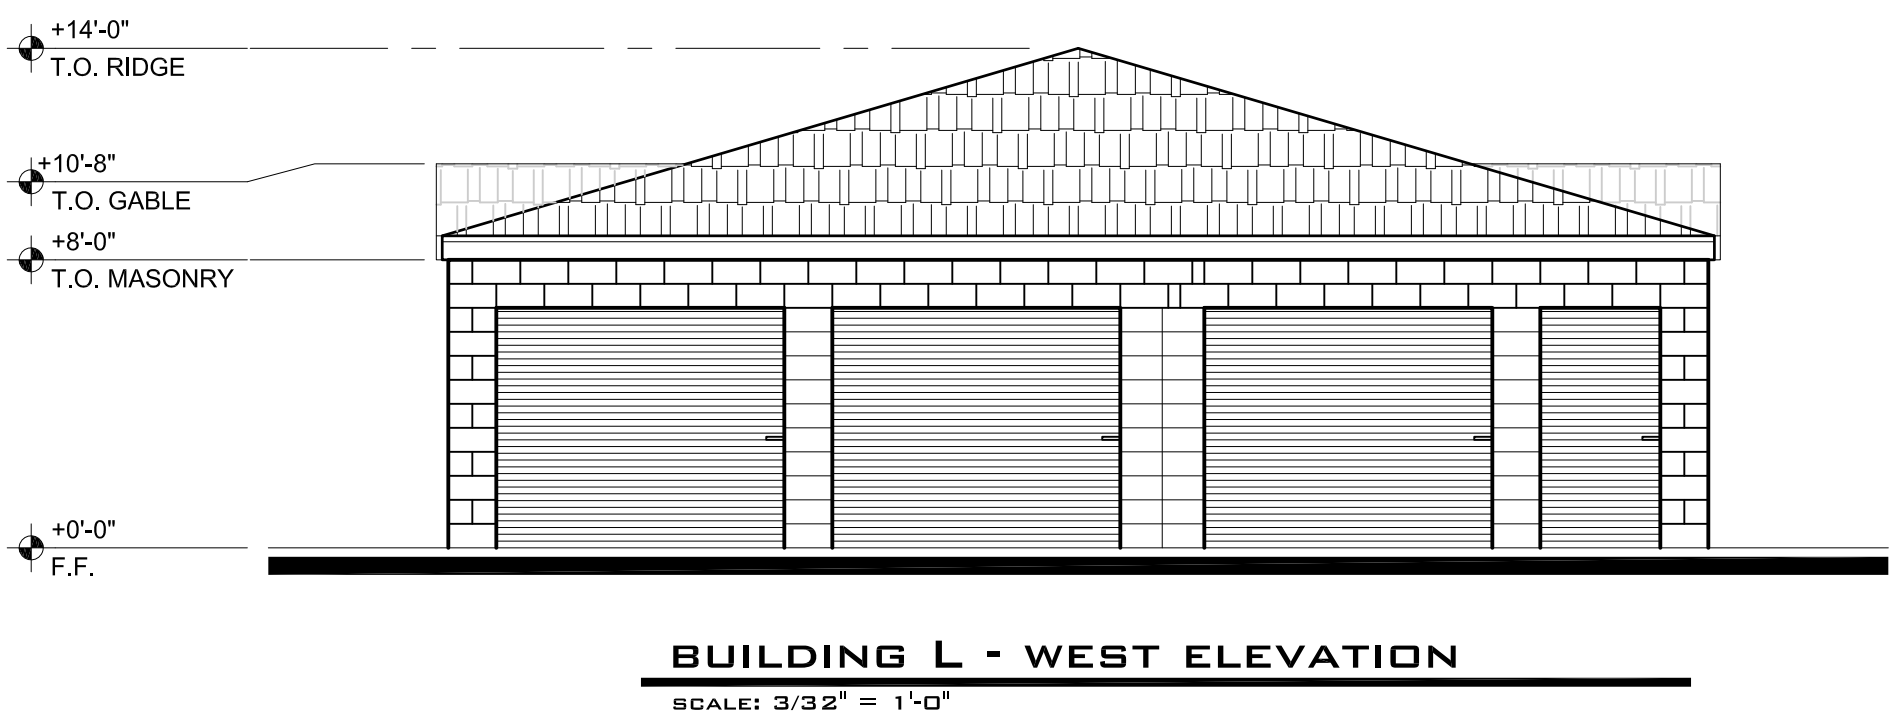 +14'-0"
T.O. RIDGE
+10'-8"
T.O. GABLE
+8'-0"
T.O. MASONRY
+0'-0"
F.F.
BUILDING L - WEST ELEVATION
SCALE: 3/32" = 1'-0"